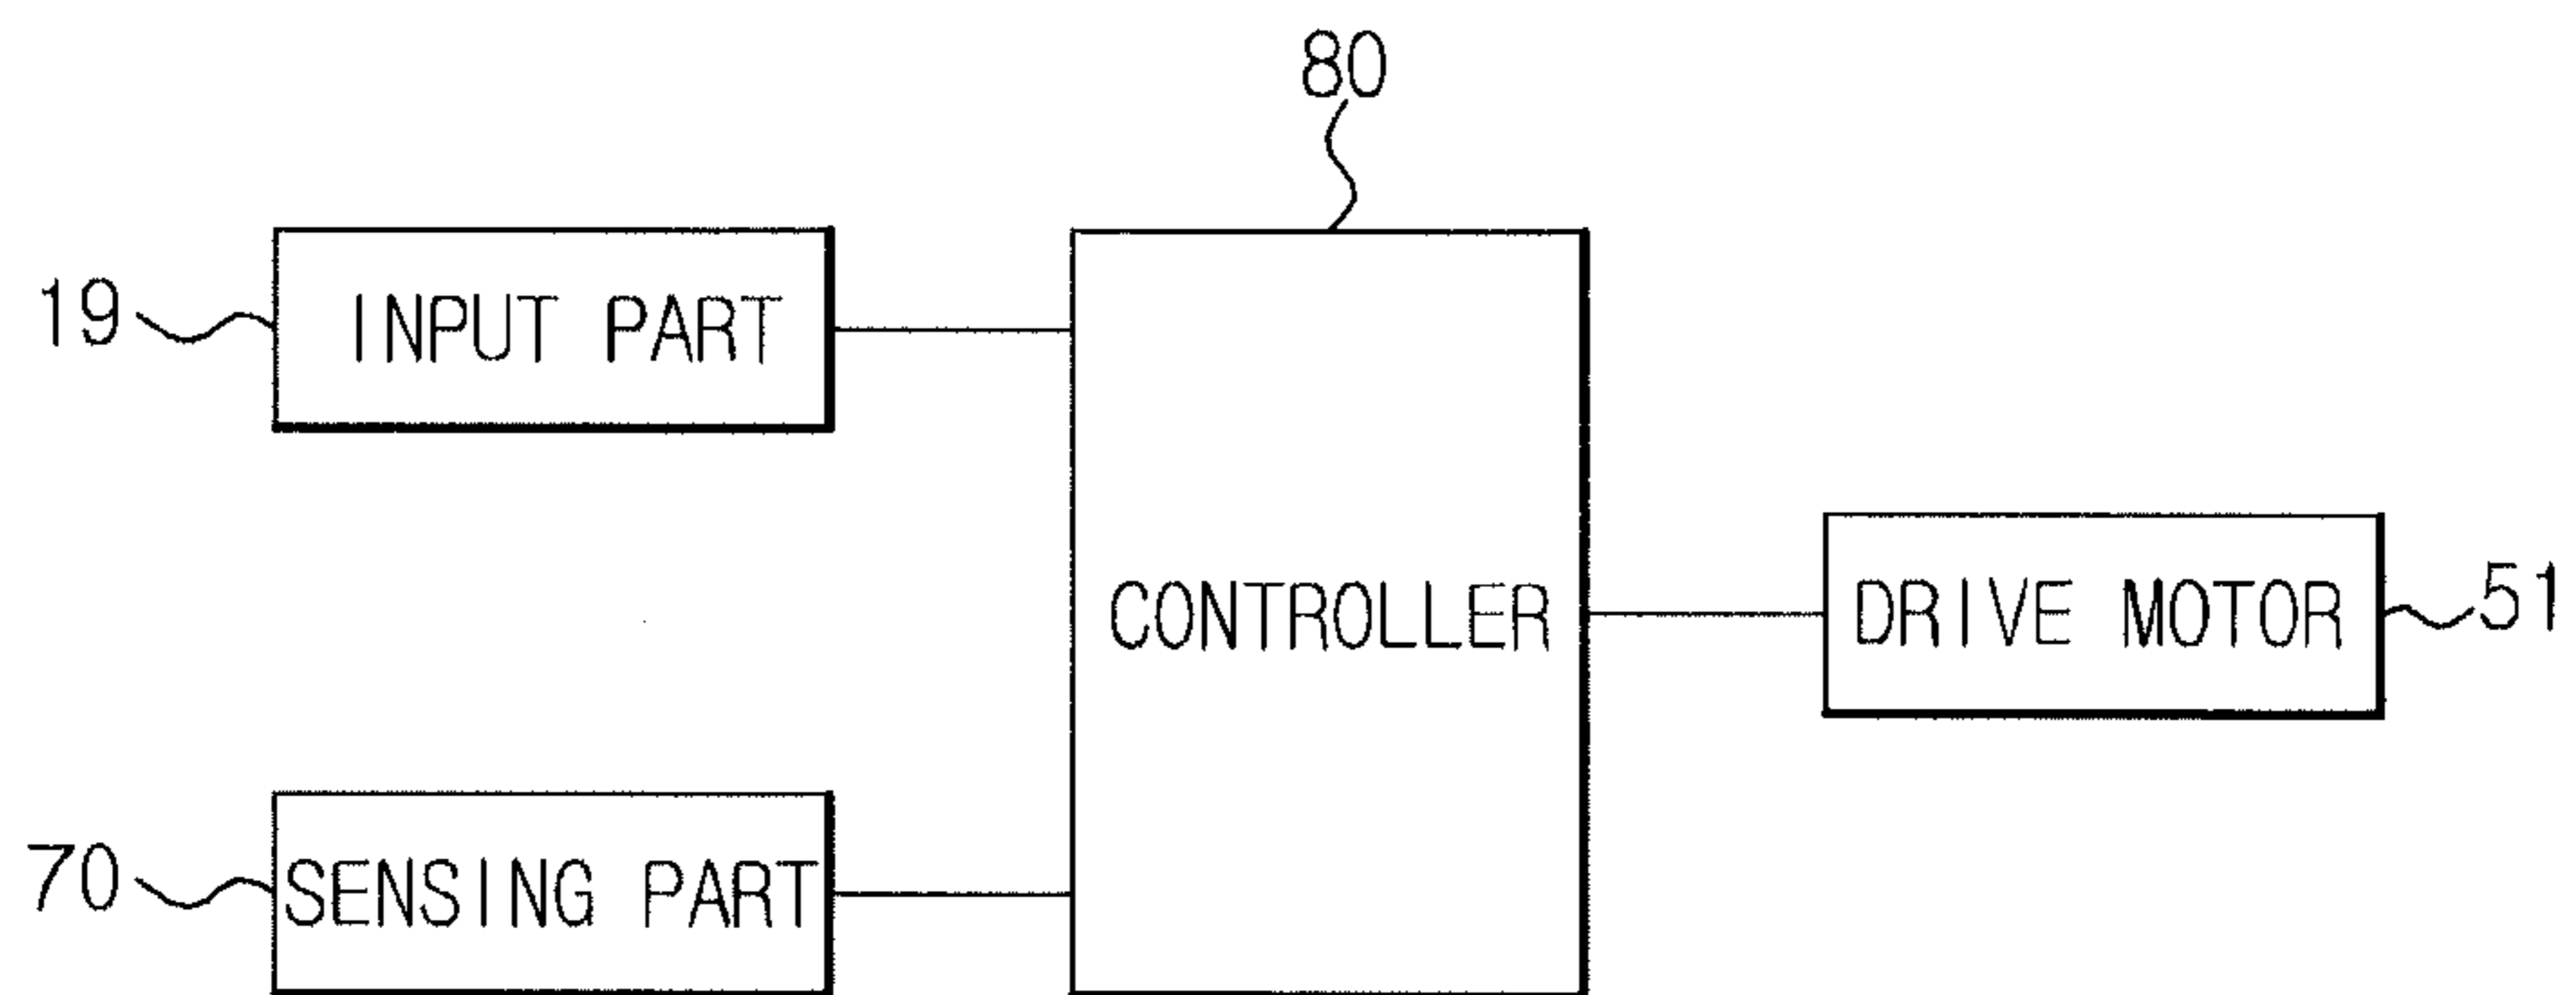 80
19 INPUT PART
CONTROLLER
DRIVE MOTOR 51
70 SENSING PART